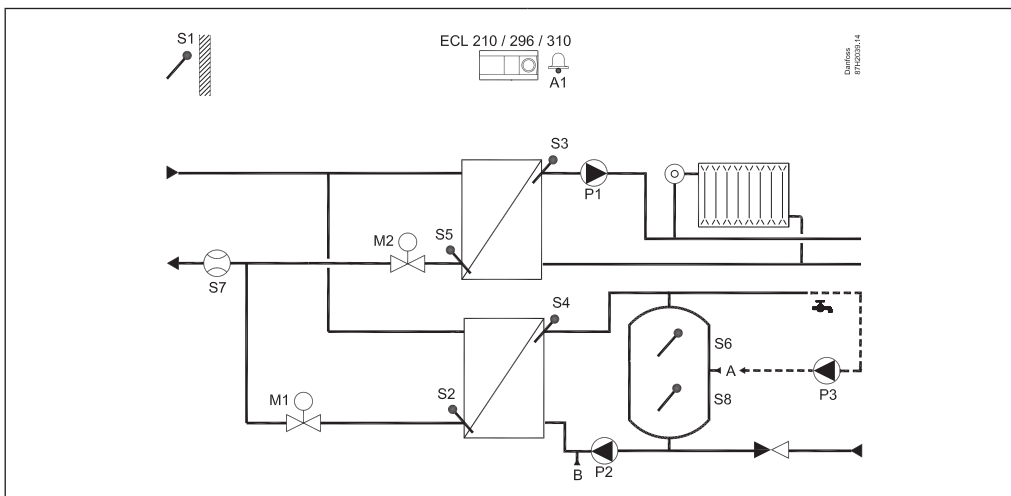 S1
ECL 210 / 296 / 310
A1
Danfoss
87H2039.14
S3
P1
S5
M2
S7
S4
S6
A
P3
S8
M1
S2
B
P2